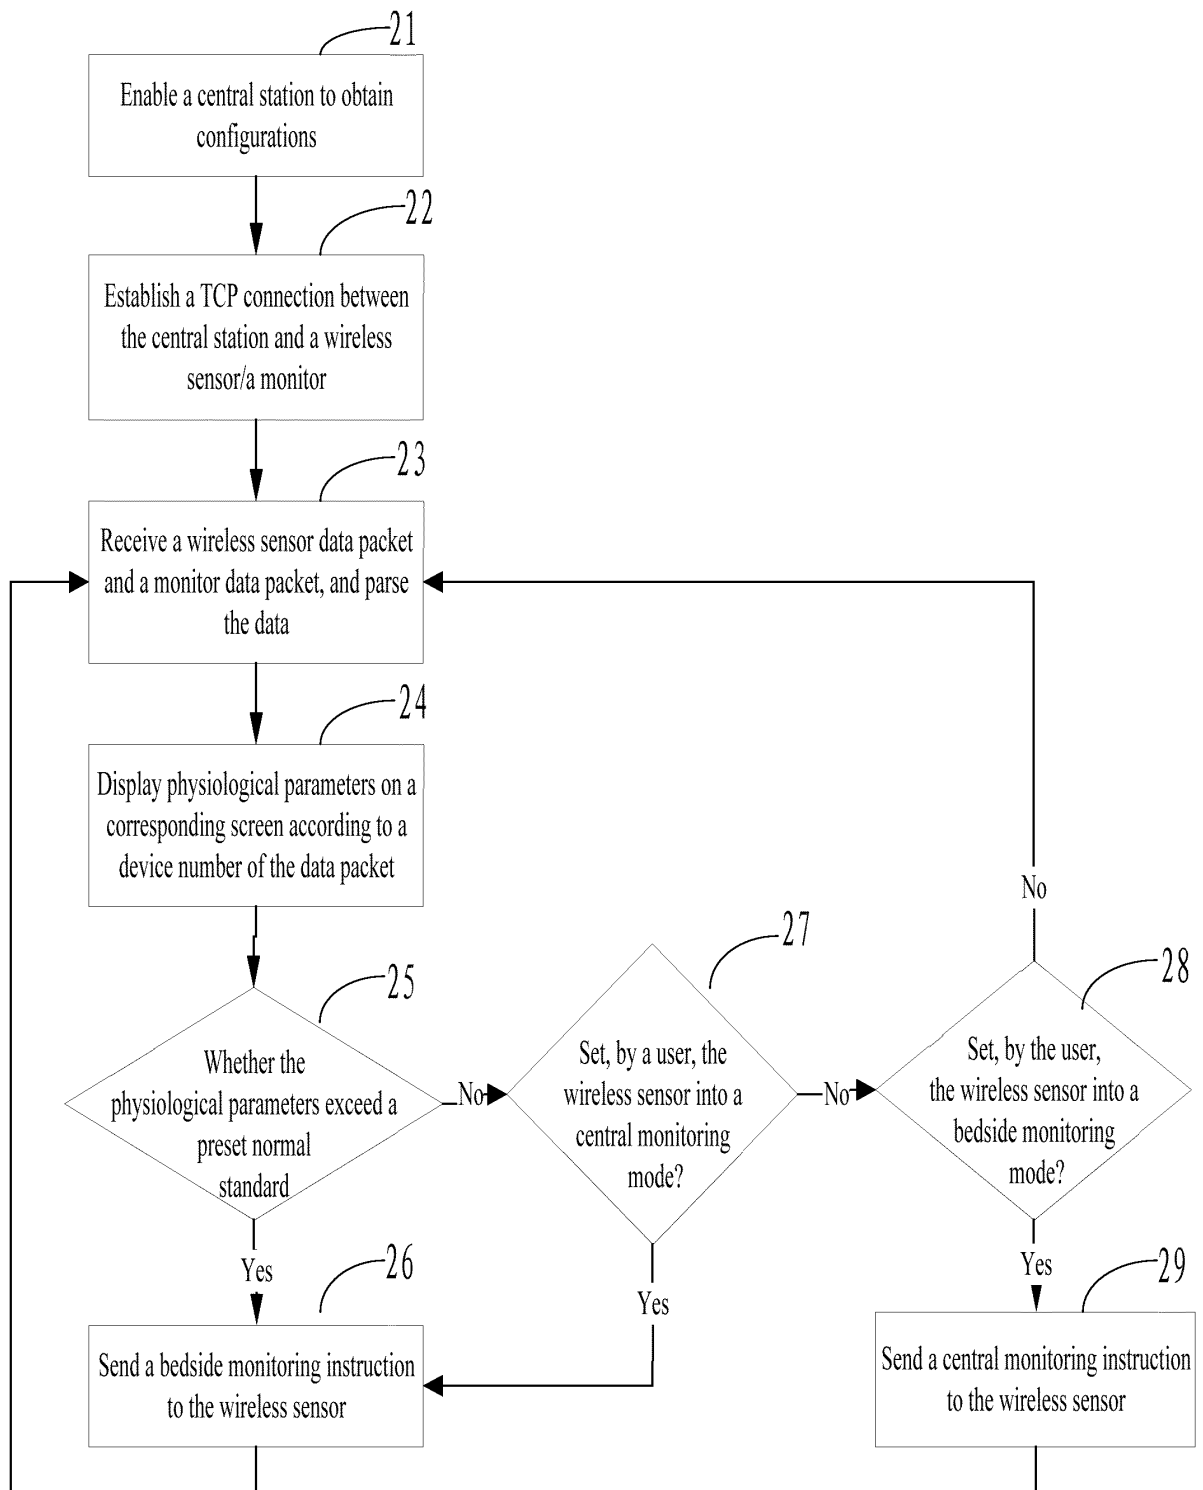 21
Enable a central station to obtain
configurations
22
Establish a TCP connection between
the central station and a wireless
sensor/a monitor
23
Receive a wireless sensor data packet
and a monitor data packet, and parse
the data
24
Display physiological parameters on a
corresponding screen according to a
device number of the data packet
25
Whether the
physiological parameters exceed a
preset normal
standard
No
Yes
27
Set, by a user, the
wireless sensor into a
central monitoring
mode?
No
Yes
28
No
Set, by the user,
the wireless sensor into a
bedside monitoring
mode?
Yes
26
Send a bedside monitoring instruction
to the wireless sensor
29
Send a central monitoring instruction
to the wireless sensor